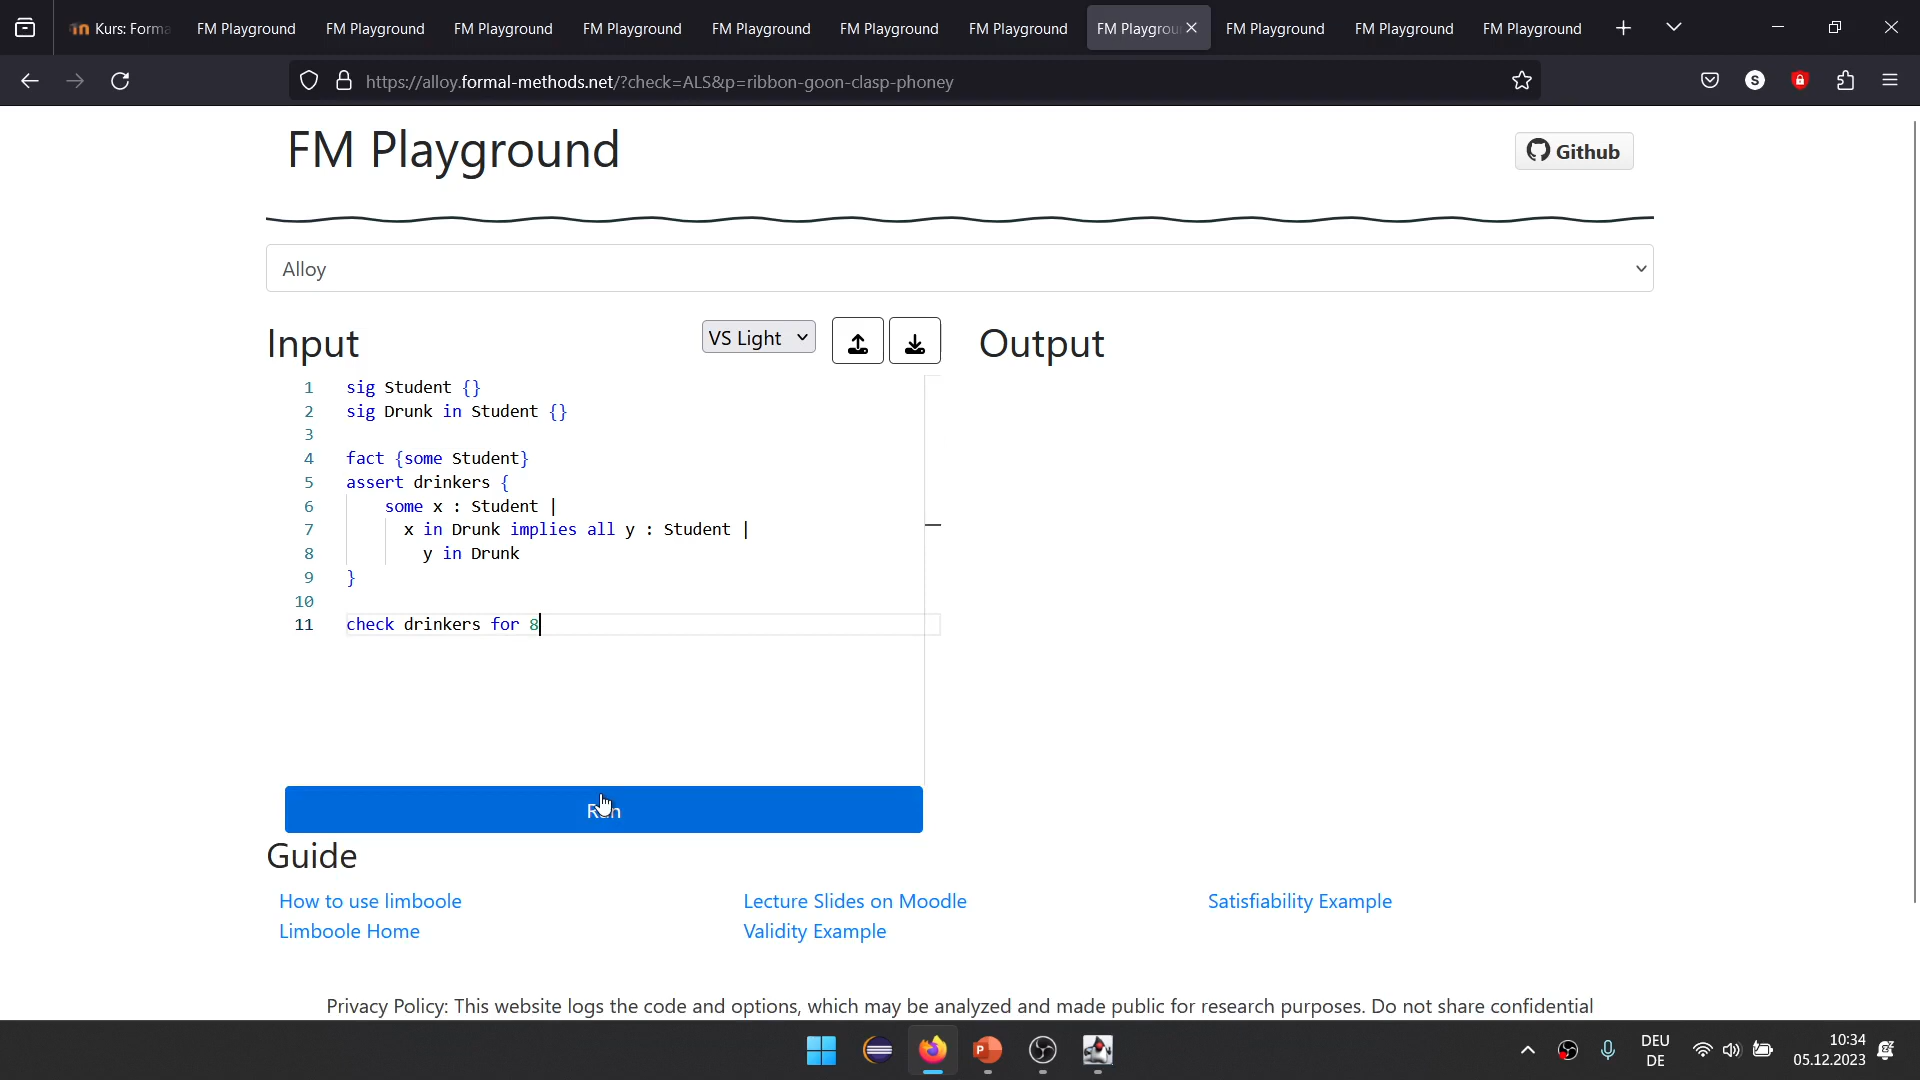 Kurs: Forma
FM Playground
FM Playground
FM Playground
FM Playground
FM Playground
FM Playground
FM Playground
FM Playgrou
FM Playground
FM Playground
FM Playground
https://alloy.formal-methods.net/?check=ALS&p=ribbon-goon-clasp-phoney
S
FM Playground
Github
Alloy
Input
VS Light
Output
1 sig Student {}
2 sig Drunk in Student {}
3
4 fact {some Student}
5 assert drinkers {
6 some x : Student |
7 x in Drunk implies all y : Student |
8 y in Drunk
9 }
10
11 check drinkers for 8
Run
Guide
How to use limboole
Lecture Slides on Moodle
Satisfiability Example
Limboole Home
Validity Example
Privacy Policy: This website logs the code and options, which may be analyzed and made public for research purposes. Do not share confidential
P
DEU
DE
10:34
05.12.2023